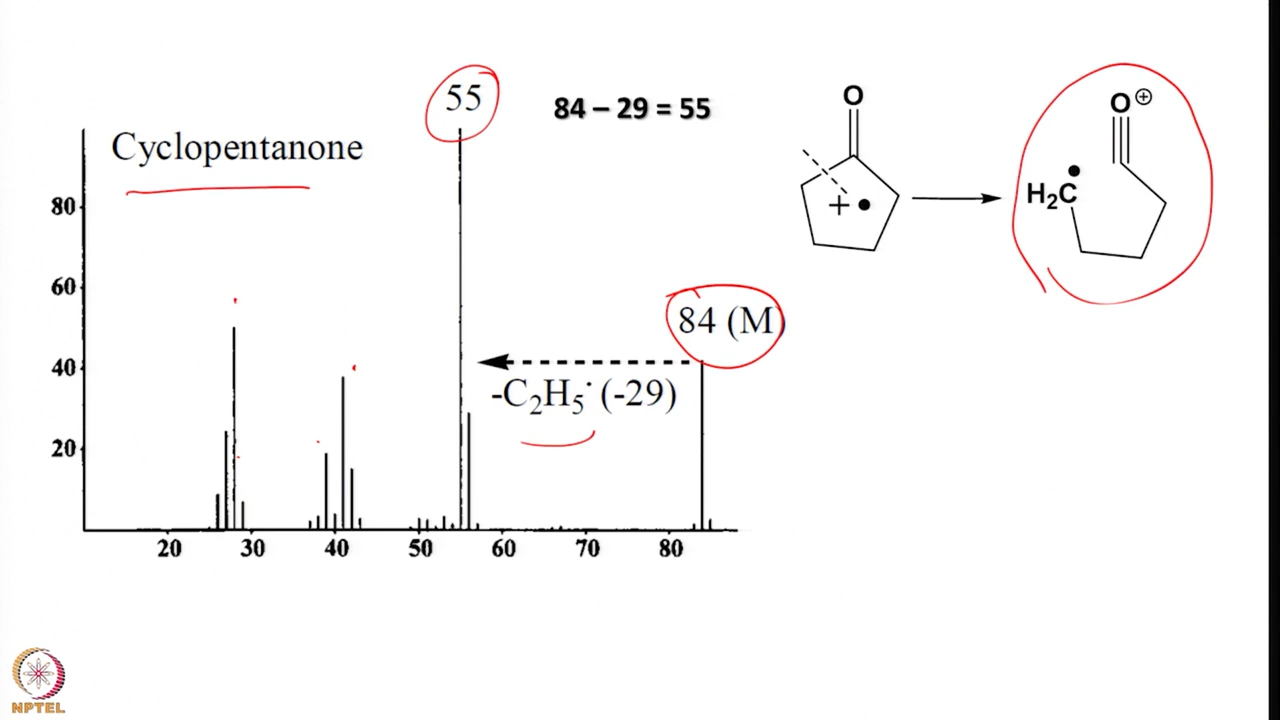 55
84 – 29 = 55
Cyclopentanone
O
O⊕
H₂C•
+ •
84 (M)
-C₂H₅· (-29)
80
60
40
20
20 30 40 50 60 70 80
NPTEL